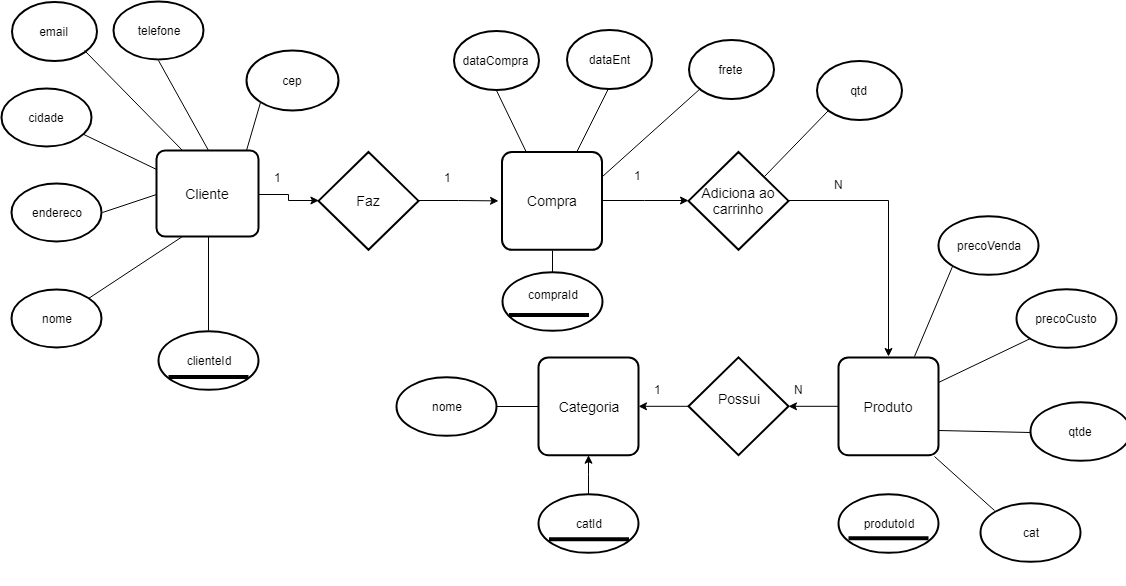 email
telefone
cep
cidade
endereco
nome
clienteId
Cliente
1
Faz
1
dataCompra
dataEnt
frete
Compra
compraId
1
qtd
Adiciona ao
carrinho
N
precoVenda
precoCusto
qtde
cat
Produto
produtoId
N
Possui
1
Categoria
nome
catId